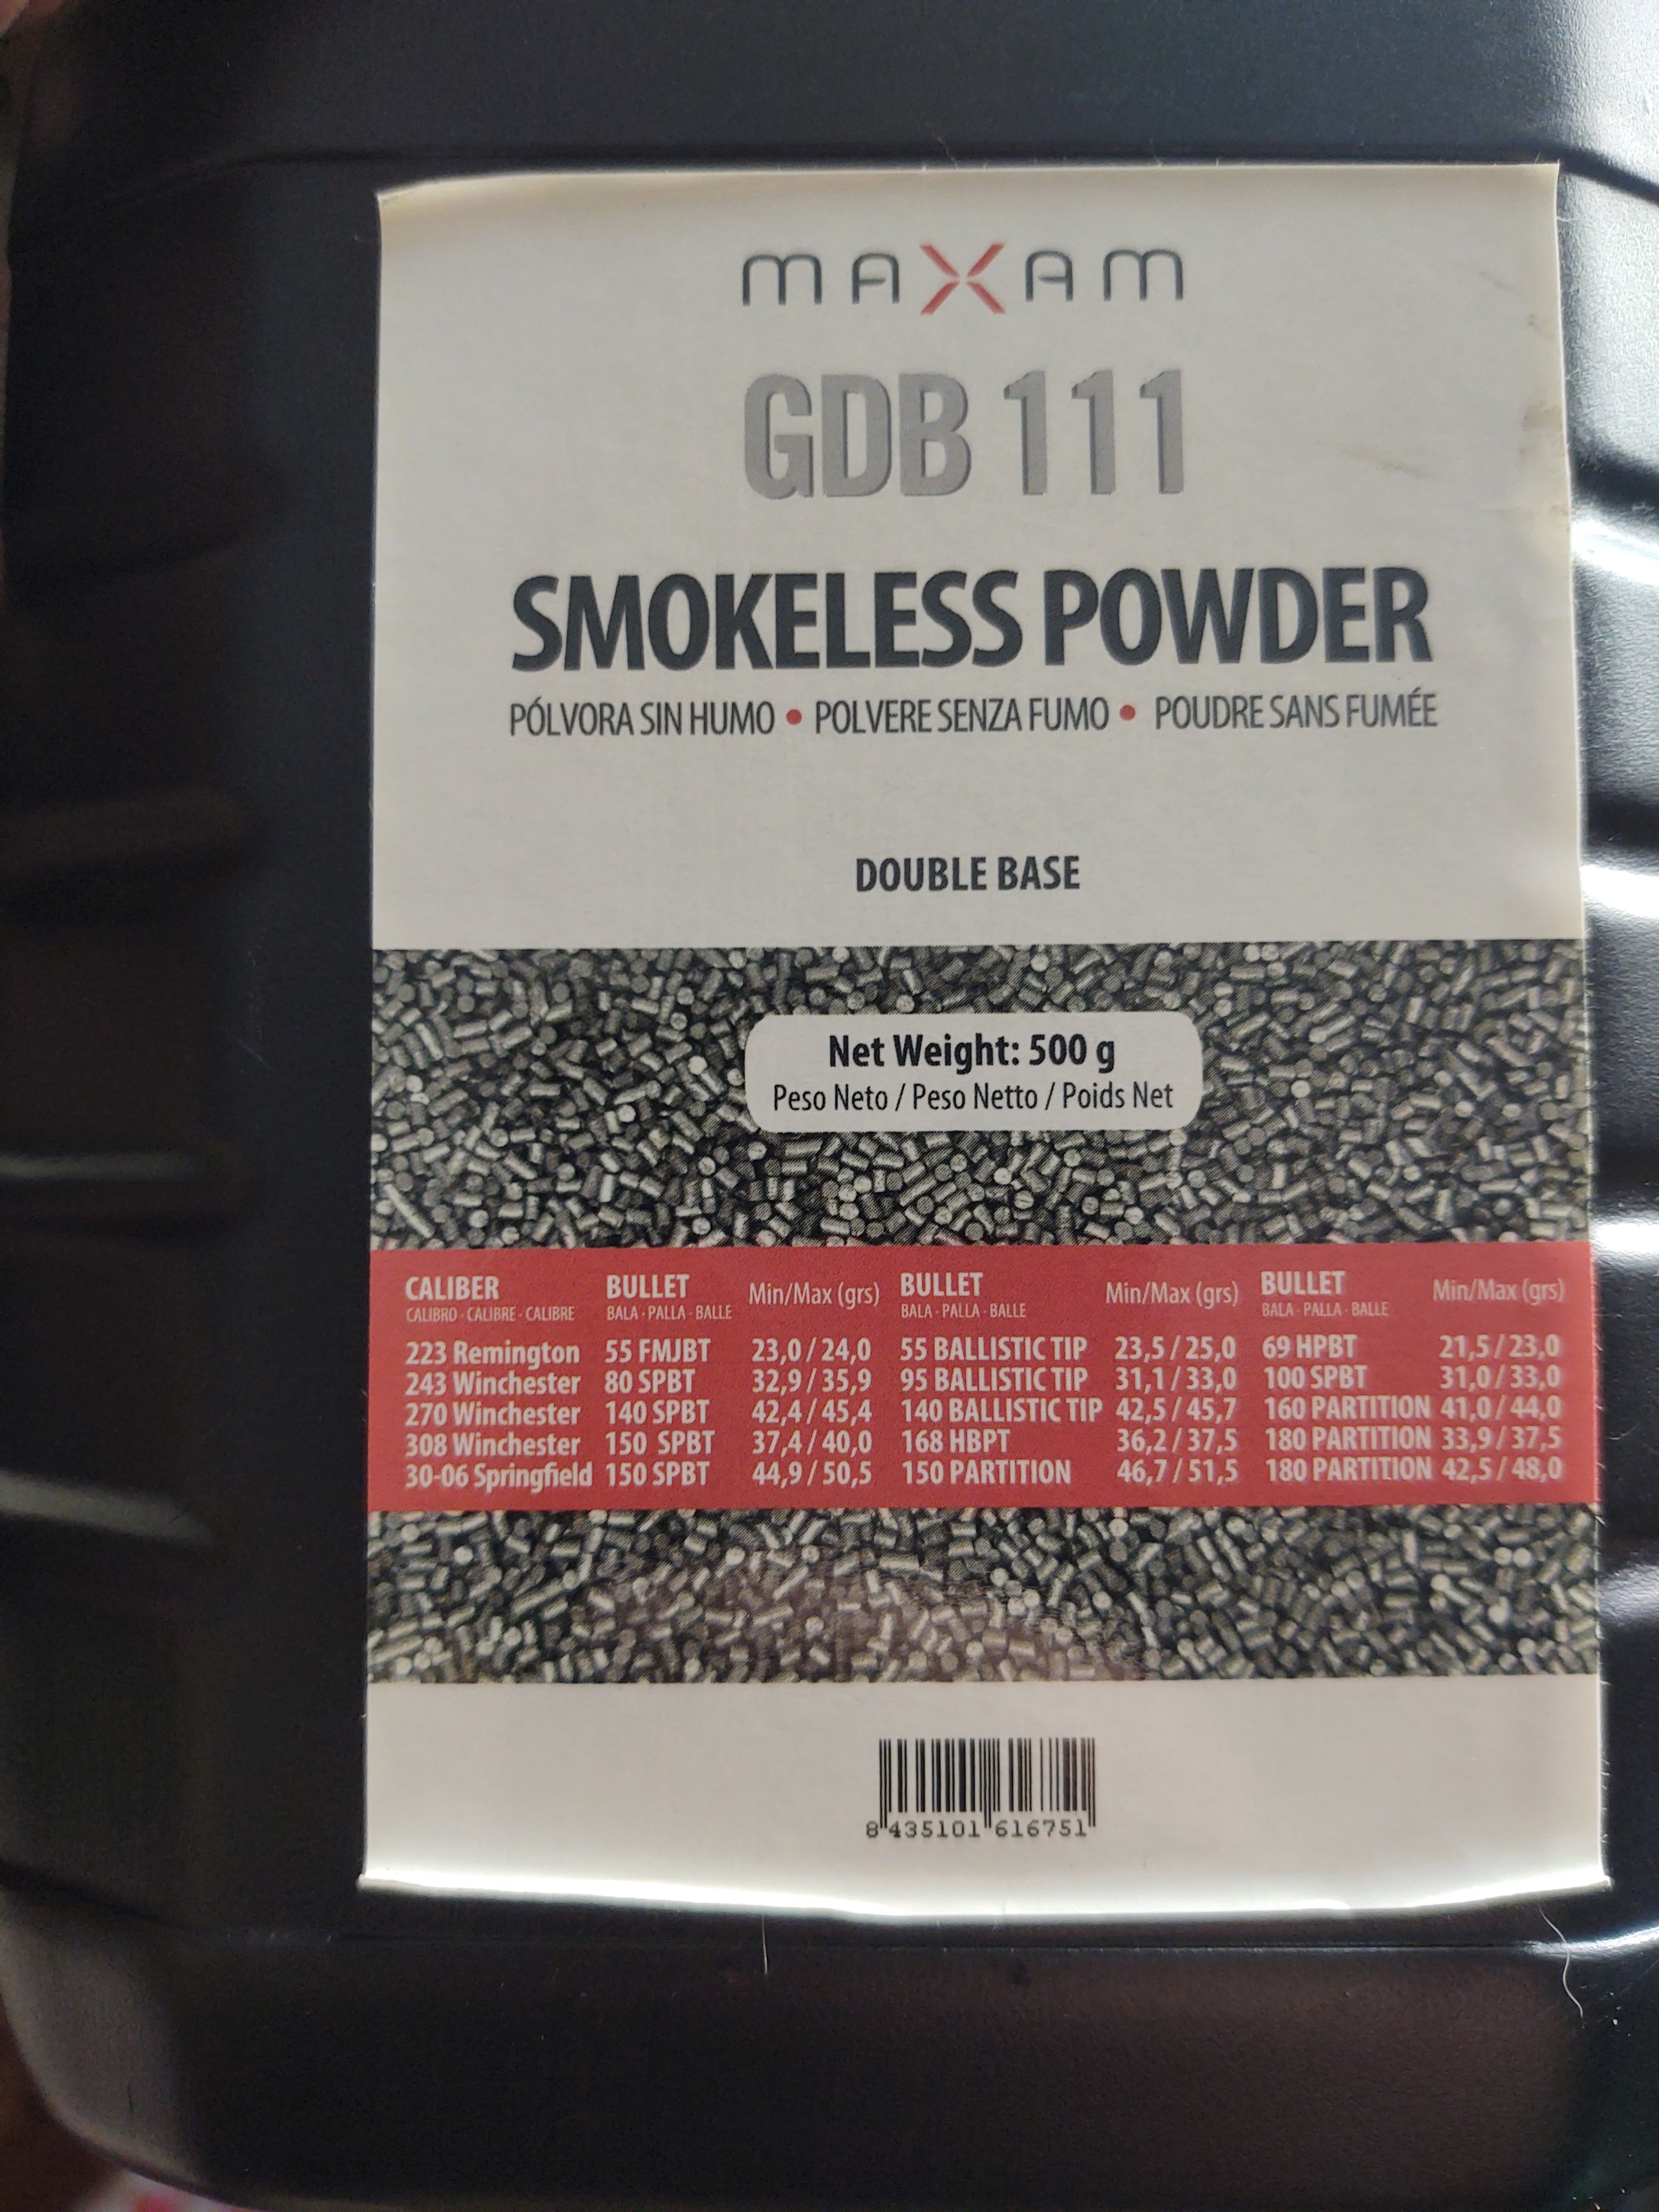 MAXAM
GDB 111
SMOKELESS POWDER
PÓLVORA SIN HUMO • POLVERE SENZA FUMO • POUDRE SANS FUMÉE
DOUBLE BASE
Net Weight: 500 g
Peso Neto / Peso Netto / Poids Net
CALIBER BULLET Min/Max (grs) BULLET Min/Max (grs) BULLET Min/Max (grs)
CALIBRO - CALIBRE - CALIBRE BALA - PALLA - BALLE BALA - PALLA - BALLE BALA - PALLA - BALLE
223 Remington 55 FMJBT 23,0 / 24,0 55 BALLISTIC TIP 23,5 / 25,0 69 HPBT 21,5 / 23,0
243 Winchester 80 SPBT 32,9 / 35,9 95 BALLISTIC TIP 31,1 / 33,0 100 SPBT 31,0 / 33,0
270 Winchester 140 SPBT 42,4 / 45,4 140 BALLISTIC TIP 42,5 / 45,7 160 PARTITION 41,0 / 44,0
308 Winchester 150 SPBT 37,4 / 40,0 168 HBPT 36,2 / 37,5 180 PARTITION 33,9 / 37,5
30-06 Springfield 150 SPBT 44,9 / 50,5 150 PARTITION 46,7 / 51,5 180 PARTITION 42,5 / 48,0
8 435101 616751